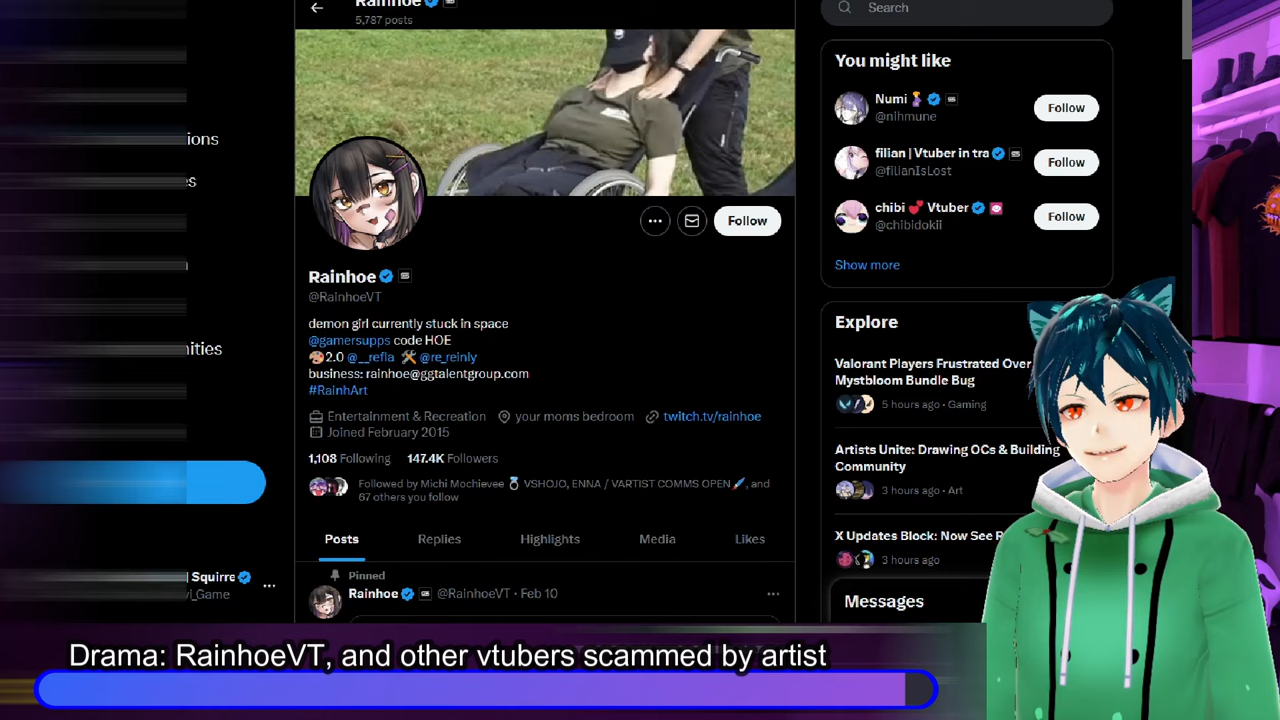 Rainhoe
5,787 posts
Search
You might like
Numi
@nihmune
Follow
filian | Vtuber in tra
@filianIsLost
Follow
chibi 💕 Vtuber
@chibidokii
Follow
Show more
Follow
Rainhoe
@RainhoeVT
demon girl currently stuck in space
@gamersupps code HOE
🎨2.0 @__refla 🛠️ @re_reinly
business: rainhoe@ggtalentgroup.com
#RainhArt
Entertainment & Recreation your moms bedroom twitch.tv/rainhoe
Joined February 2015
1,108 Following 147.4K Followers
Followed by Michi Mochievee 💍 VSHOJO, ENNA / VARTIST COMMS OPEN🖌️, and
67 others you follow
Posts Replies Highlights Media Likes
Pinned
Rainhoe @RainhoeVT · Feb 10
Explore
Valorant Players Frustrated Over
Mystbloom Bundle Bug
5 hours ago · Gaming
Artists Unite: Drawing OCs & Building
Community
3 hours ago · Art
X Updates Block: Now See P
3 hours ago
Messages
ions
es
n
nities
l Squirre
vi_Game
Drama: RainhoeVT, and other vtubers scammed by artist